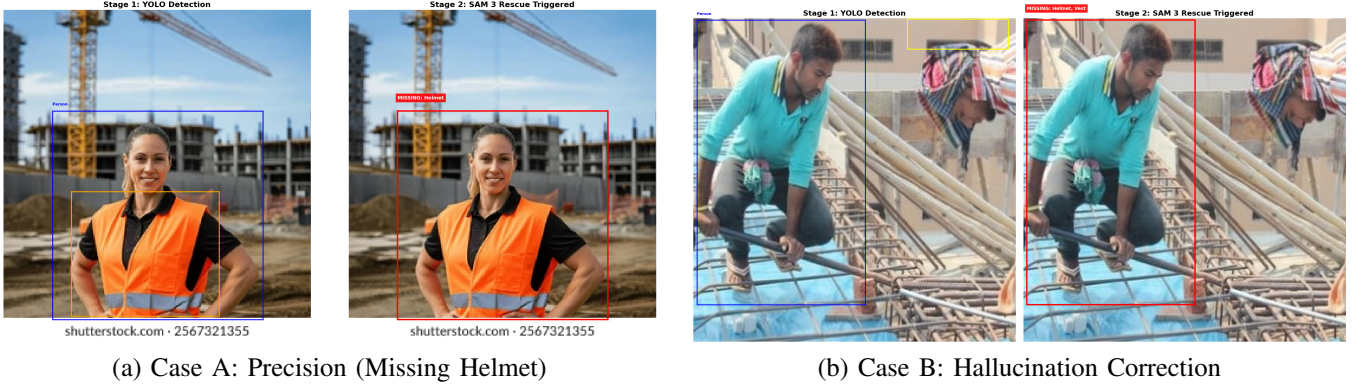 Stage 1: YOLO Detection
Stage 2: SAM 3 Rescue Triggered
Person
MISSING: Helmet
shutterstock.com · 2567321355
shutterstock.com · 2567321355
(a) Case A: Precision (Missing Helmet)
Stage 1: YOLO Detection
Stage 2: SAM 3 Rescue Triggered
Person
MISSING: Helmet, Vest
(b) Case B: Hallucination Correction